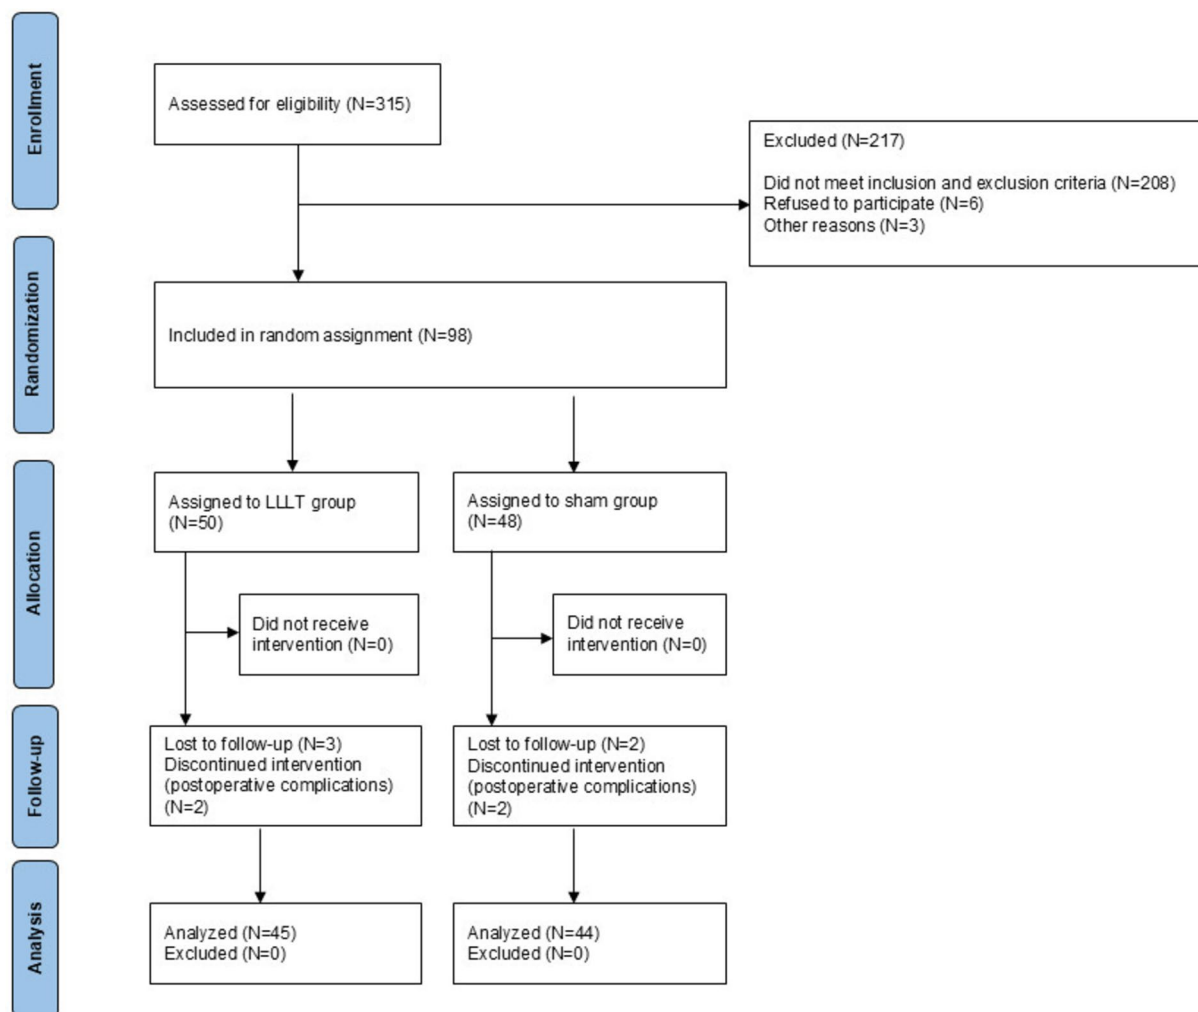 Enrollment
Assessed for eligibility (N=315)
Excluded (N=217)
Did not meet inclusion and exclusion criteria (N=208)
Refused to participate (N=6)
Other reasons (N=3)
Randomization
Included in random assignment (N=98)
Allocation
Assigned to LLLT group
(N=50)
Assigned to sham group
(N=48)
Did not receive
intervention (N=0)
Did not receive
intervention (N=0)
Follow-up
Lost to follow-up (N=3)
Discontinued intervention
(postoperative complications)
(N=2)
Lost to follow-up (N=2)
Discontinued intervention
(postoperative complications)
(N=2)
Analysis
Analyzed (N=45)
Excluded (N=0)
Analyzed (N=44)
Excluded (N=0)